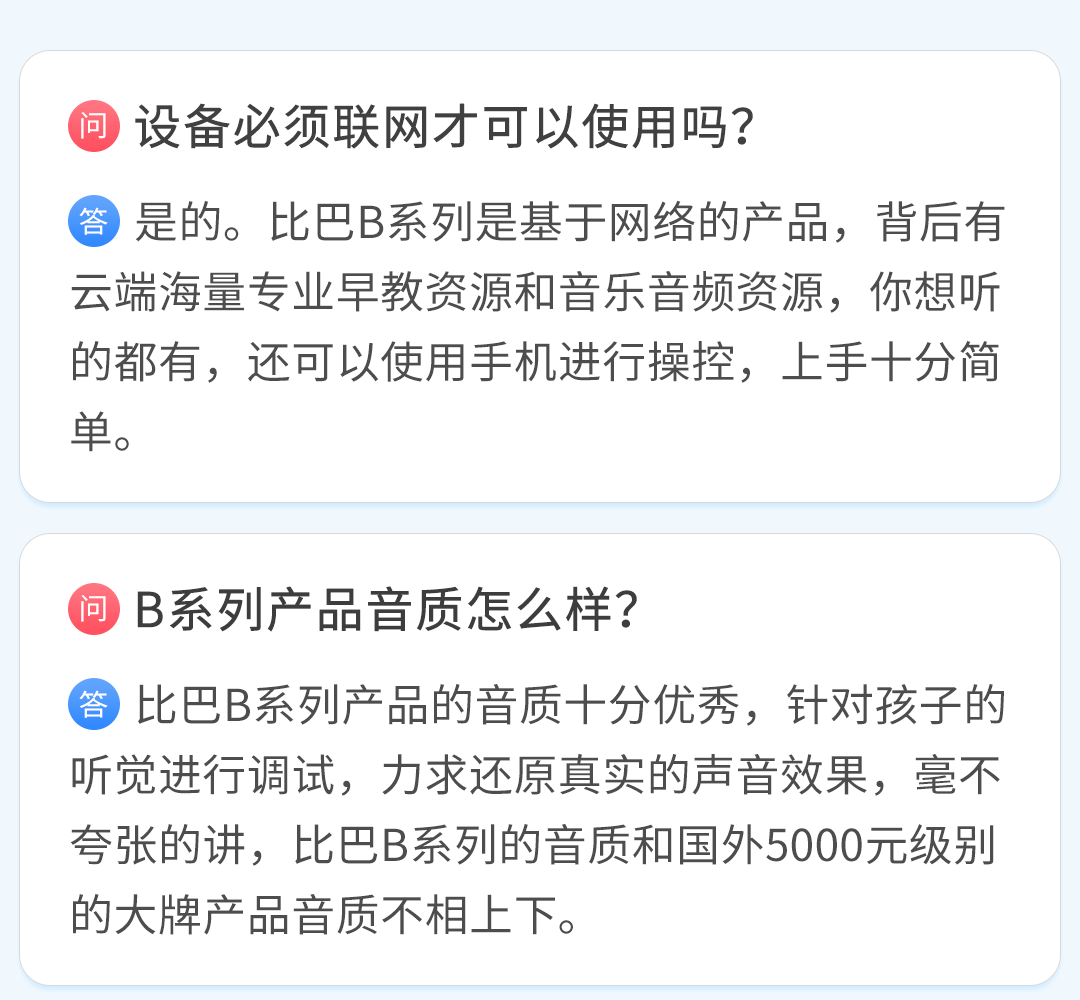 问 设备必须联网才可以使用吗？
答 是的。比巴B系列是基于网络的产品，背后有
云端海量专业早教资源和音乐音频资源，你想听
的都有，还可以使用手机进行操控，上手十分简
单。
问 B系列产品音质怎么样？
答 比巴B系列产品的音质十分优秀，针对孩子的
听觉进行调试，力求还原真实的声音效果，毫不
夸张的讲，比巴B系列的音质和国外5000元级别
的大牌产品音质不相上下。